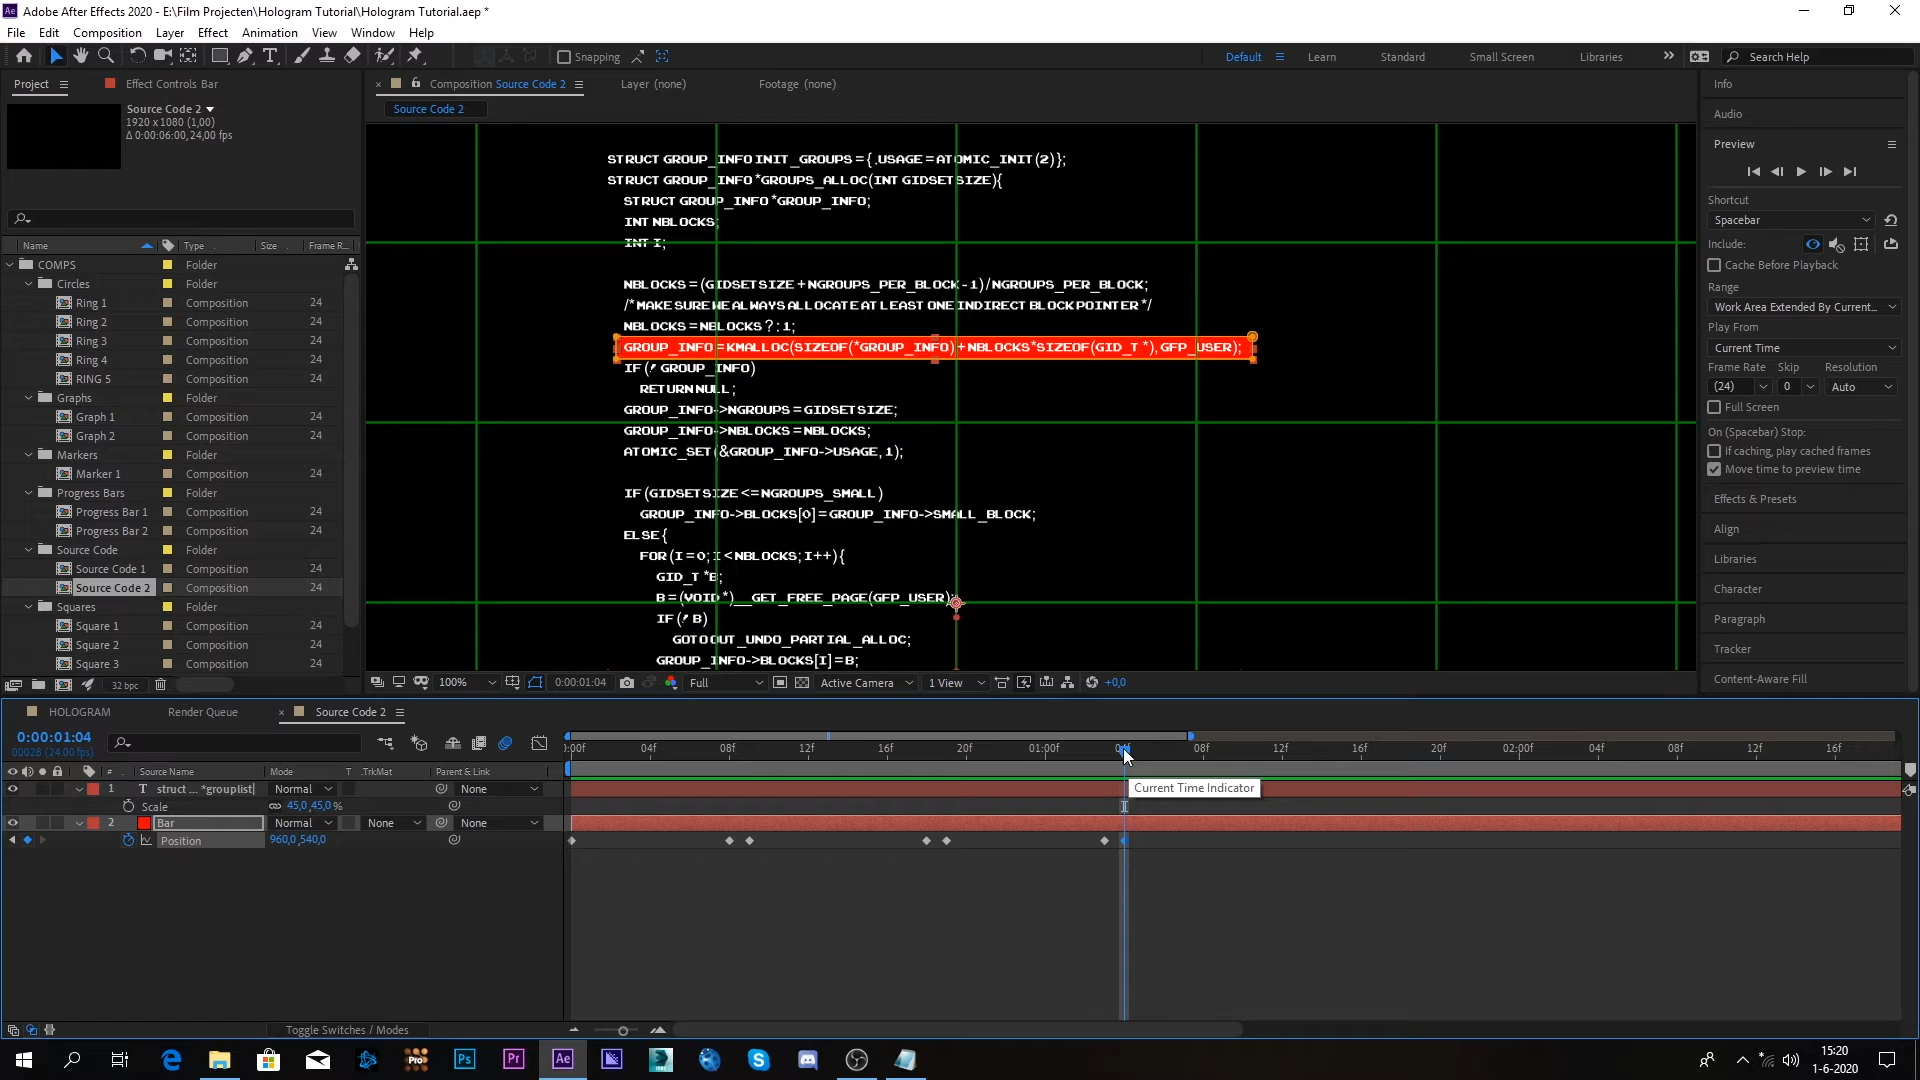 Adobe After Effects 2020 - E:\Film Projecten\Hologram Tutorial\Hologram Tutorial.aep *
File Edit Composition Layer Effect Animation View Window Help
Snapping
Default Learn Standard Small Screen Libraries
Search Help
Project
Effect Controls Bar
Source Code 2
1920 x 1080 (1,00)
Δ 0:00:06:00, 24,00 fps
Name Type Size Frame R...
COMPS Folder
Circles Folder
Ring 1 Composition 24
Ring 2 Composition 24
Ring 3 Composition 24
Ring 4 Composition 24
RING 5 Composition 24
Graphs Folder
Graph 1 Composition 24
Graph 2 Composition 24
Markers Folder
Marker 1 Composition 24
Progress Bars Folder
Progress Bar 1 Composition 24
Progress Bar 2 Composition 24
Source Code Folder
Source Code 1 Composition 24
Source Code 2 Composition 24
Squares Folder
Square 1 Composition 24
Square 2 Composition 24
Square 3 Composition 24
32 bpc
Composition Source Code 2
Layer (none)
Footage (none)
Source Code 2
STRUCT GROUP_INFO INIT_GROUPS = { .USAGE = ATOMIC_INIT(2) };
STRUCT GROUP_INFO *GROUPS_ALLOC(INT GIDSETSIZE){
STRUCT GROUP_INFO *GROUP_INFO;
INT NBLOCKS;
INT I;
NBLOCKS = (GIDSETSIZE + NGROUPS_PER_BLOCK - 1) / NGROUPS_PER_BLOCK;
/* MAKE SURE WE ALWAYS ALLOCATE AT LEAST ONE INDIRECT BLOCK POINTER */
NBLOCKS = NBLOCKS ? : 1;
GROUP_INFO = KMALLOC(SIZEOF(*GROUP_INFO) + NBLOCKS*SIZEOF(GID_T *), GFP_USER);
IF (! GROUP_INFO)
RETURN NULL;
GROUP_INFO->NGROUPS = GIDSETSIZE;
GROUP_INFO->NBLOCKS = NBLOCKS;
ATOMIC_SET(&GROUP_INFO->USAGE, 1);
IF (GIDSETSIZE <= NGROUPS_SMALL)
GROUP_INFO->BLOCKS[0] = GROUP_INFO->SMALL_BLOCK;
ELSE {
FOR (I = 0; I < NBLOCKS; I++) {
GID_T *B;
B = (VOID *)__GET_FREE_PAGE(GFP_USER);
IF (! B)
GOTO OUT_UNDO_PARTIAL_ALLOC;
GROUP_INFO->BLOCKS[I] = B;
100% 0:00:01:04 Full Active Camera 1 View +0,0
Info
Audio
Preview
Shortcut
Spacebar
Include:
Cache Before Playback
Range
Work Area Extended By Current...
Play From
Current Time
Frame Rate Skip Resolution
(24) 0 Auto
Full Screen
On (Spacebar) Stop:
If caching, play cached frames
Move time to preview time
Effects & Presets
Align
Libraries
Character
Paragraph
Tracker
Content-Aware Fill
HOLOGRAM
Render Queue
Source Code 2
0:00:01:04
00028 (24.00 fps)
:00f 04f 08f 12f 16f 20f 01:00f 04f 08f 12f 16f 20f 02:00f 04f 08f 12f 16f
# Source Name Mode T .TrkMat Parent & Link
1 T struct ... *grouplist] Normal None
Scale 45,0,45,0%
2 Bar Normal None None
Position 960,0,540,0
Current Time Indicator
Toggle Switches / Modes
Pro
Ps
Pr
Ae
15:20
1-6-2020